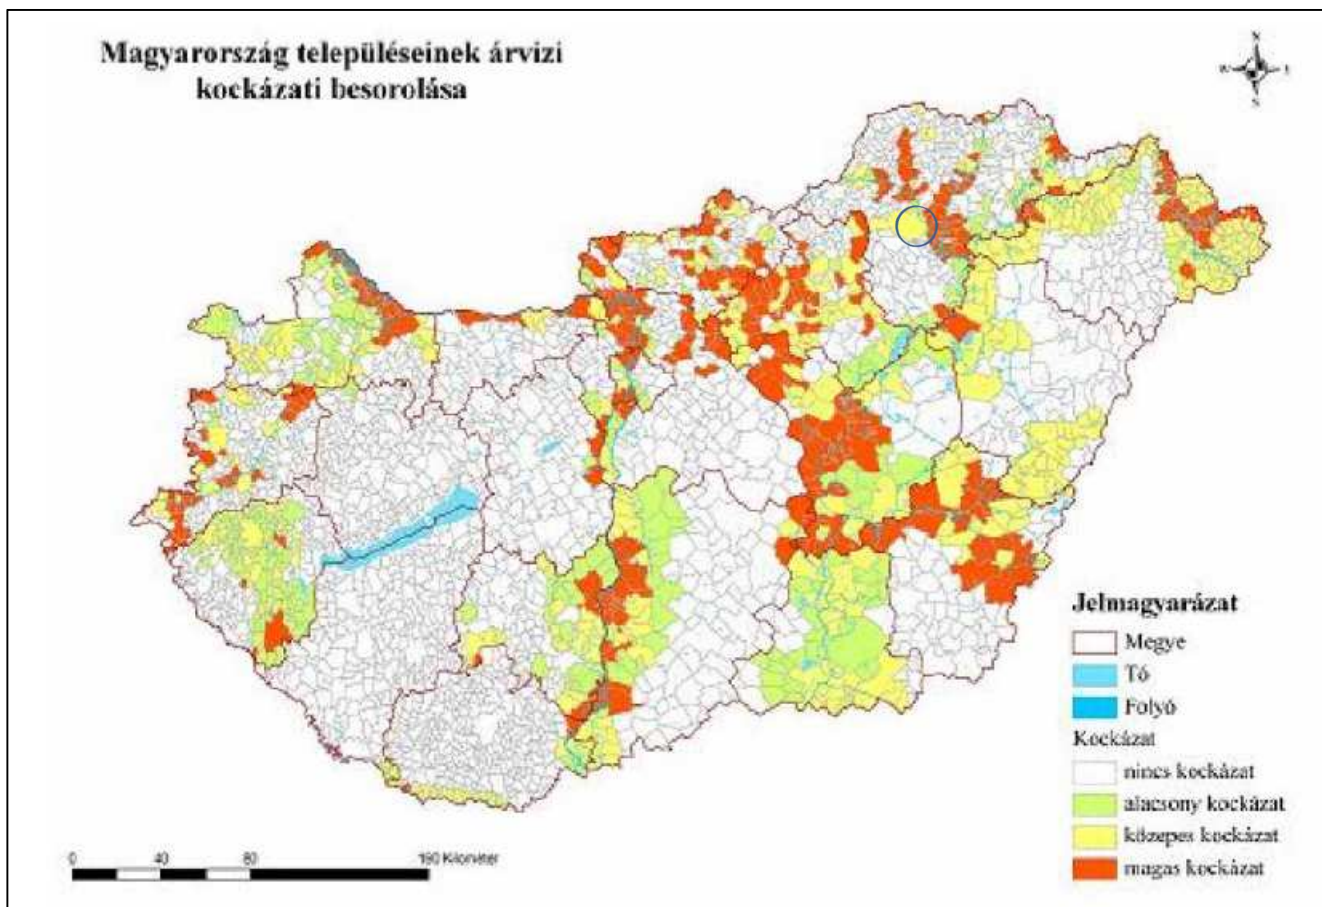 Magyarország településeinek árvizi
kockázati besorolása
N
W
S
Jelmagyarázat
Megye
Tó
Folyó
Kockázat
nincs kockázat
alacsony kockázat
közepes kockázat
magas kockázat
0 40 80 160 Kilométer